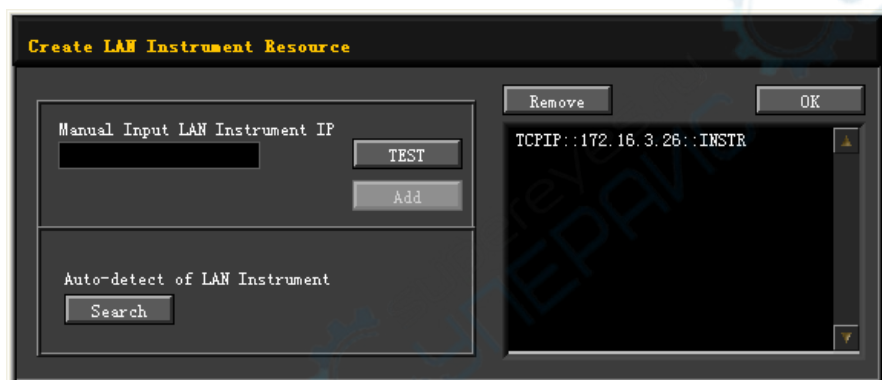 Create LAN Instrument Resource
Manual Input LAN Instrument IP
TEST
Add
Auto-detect of LAN Instrument
Search
Remove
OK
TCPIP::172.16.3.26::INSTR